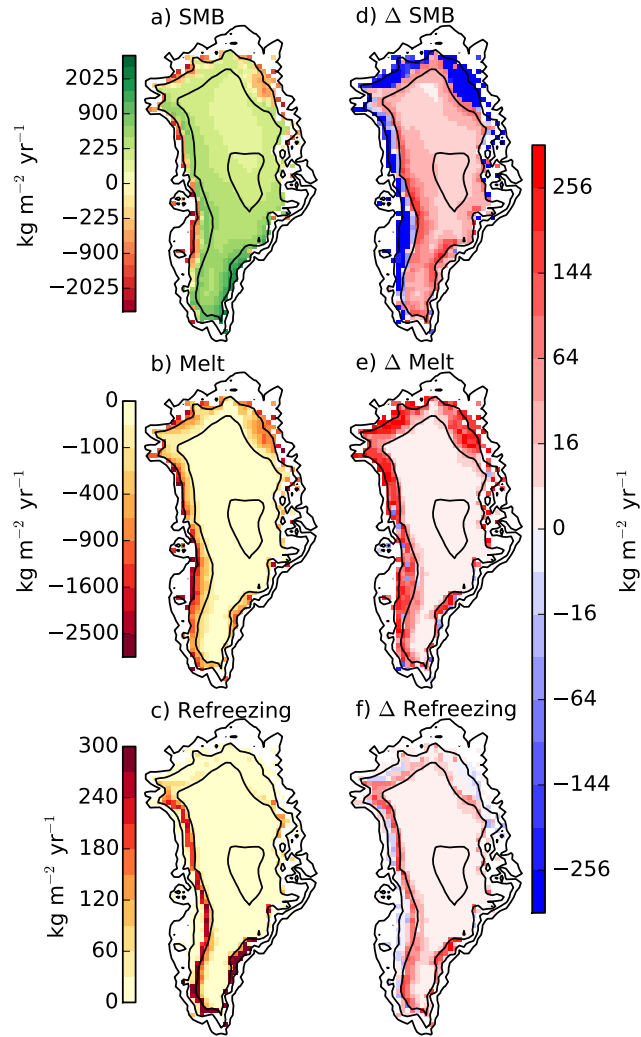 a) SMB
d) Δ SMB
2025
900
225
0
−225
−900
−2025
kg m⁻² yr⁻¹
b) Melt
e) Δ Melt
0
−100
−400
−900
−1600
−2500
kg m⁻² yr⁻¹
c) Refreezing
f) Δ Refreezing
300
240
180
120
60
0
kg m⁻² yr⁻¹
256
144
64
16
0
−16
−64
−144
−256
kg m⁻² yr⁻¹